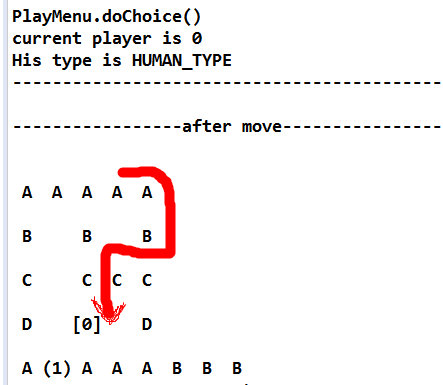 PlayMenu.doChoice()
current player is 0
His type is HUMAN_TYPE
-------------------------------------------
-----------------after move----------------
A A A A A
B B B
C C C C
D [0] D
A (1) A A A B B B